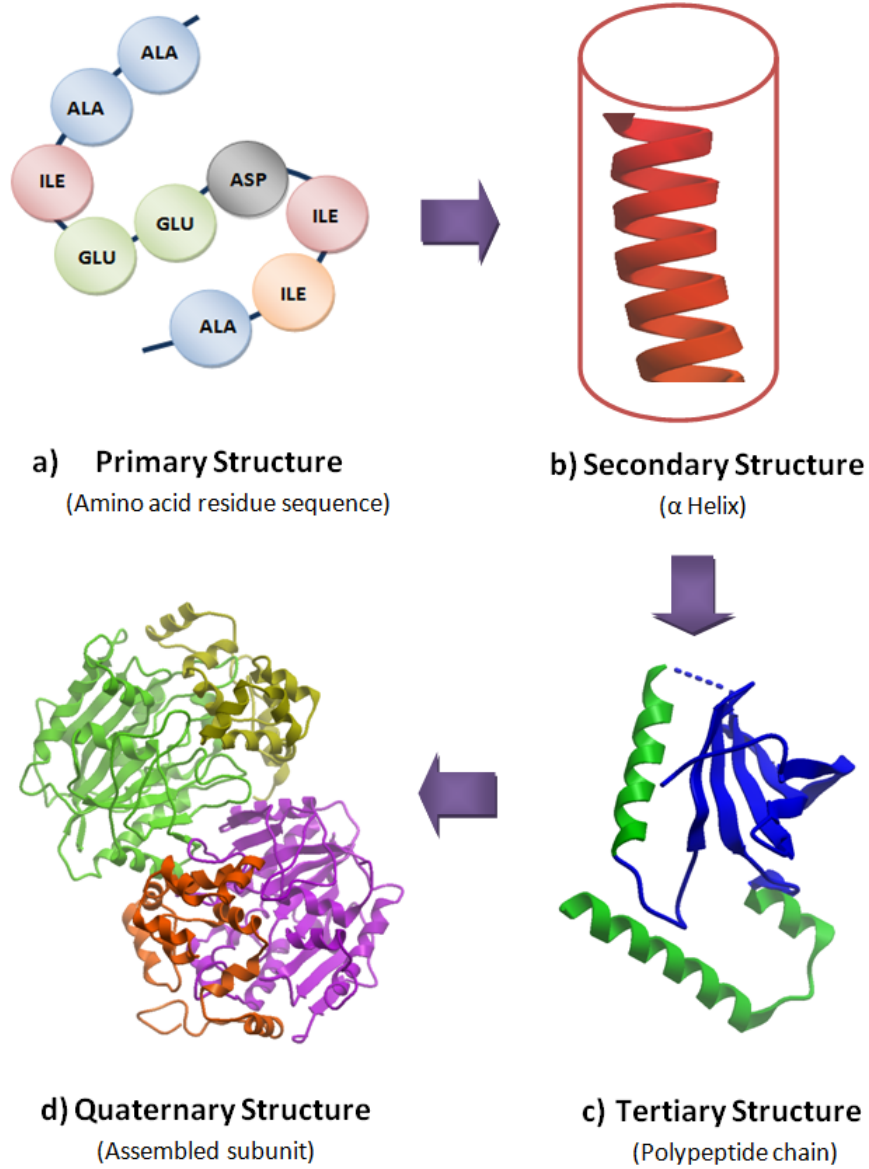 ALA
ALA
ILE
GLU
GLU
ASP
ILE
ILE
ALA
a) Primary Structure
(Amino acid residue sequence)
b) Secondary Structure
(α Helix)
c) Tertiary Structure
(Polypeptide chain)
d) Quaternary Structure
(Assembled subunit)